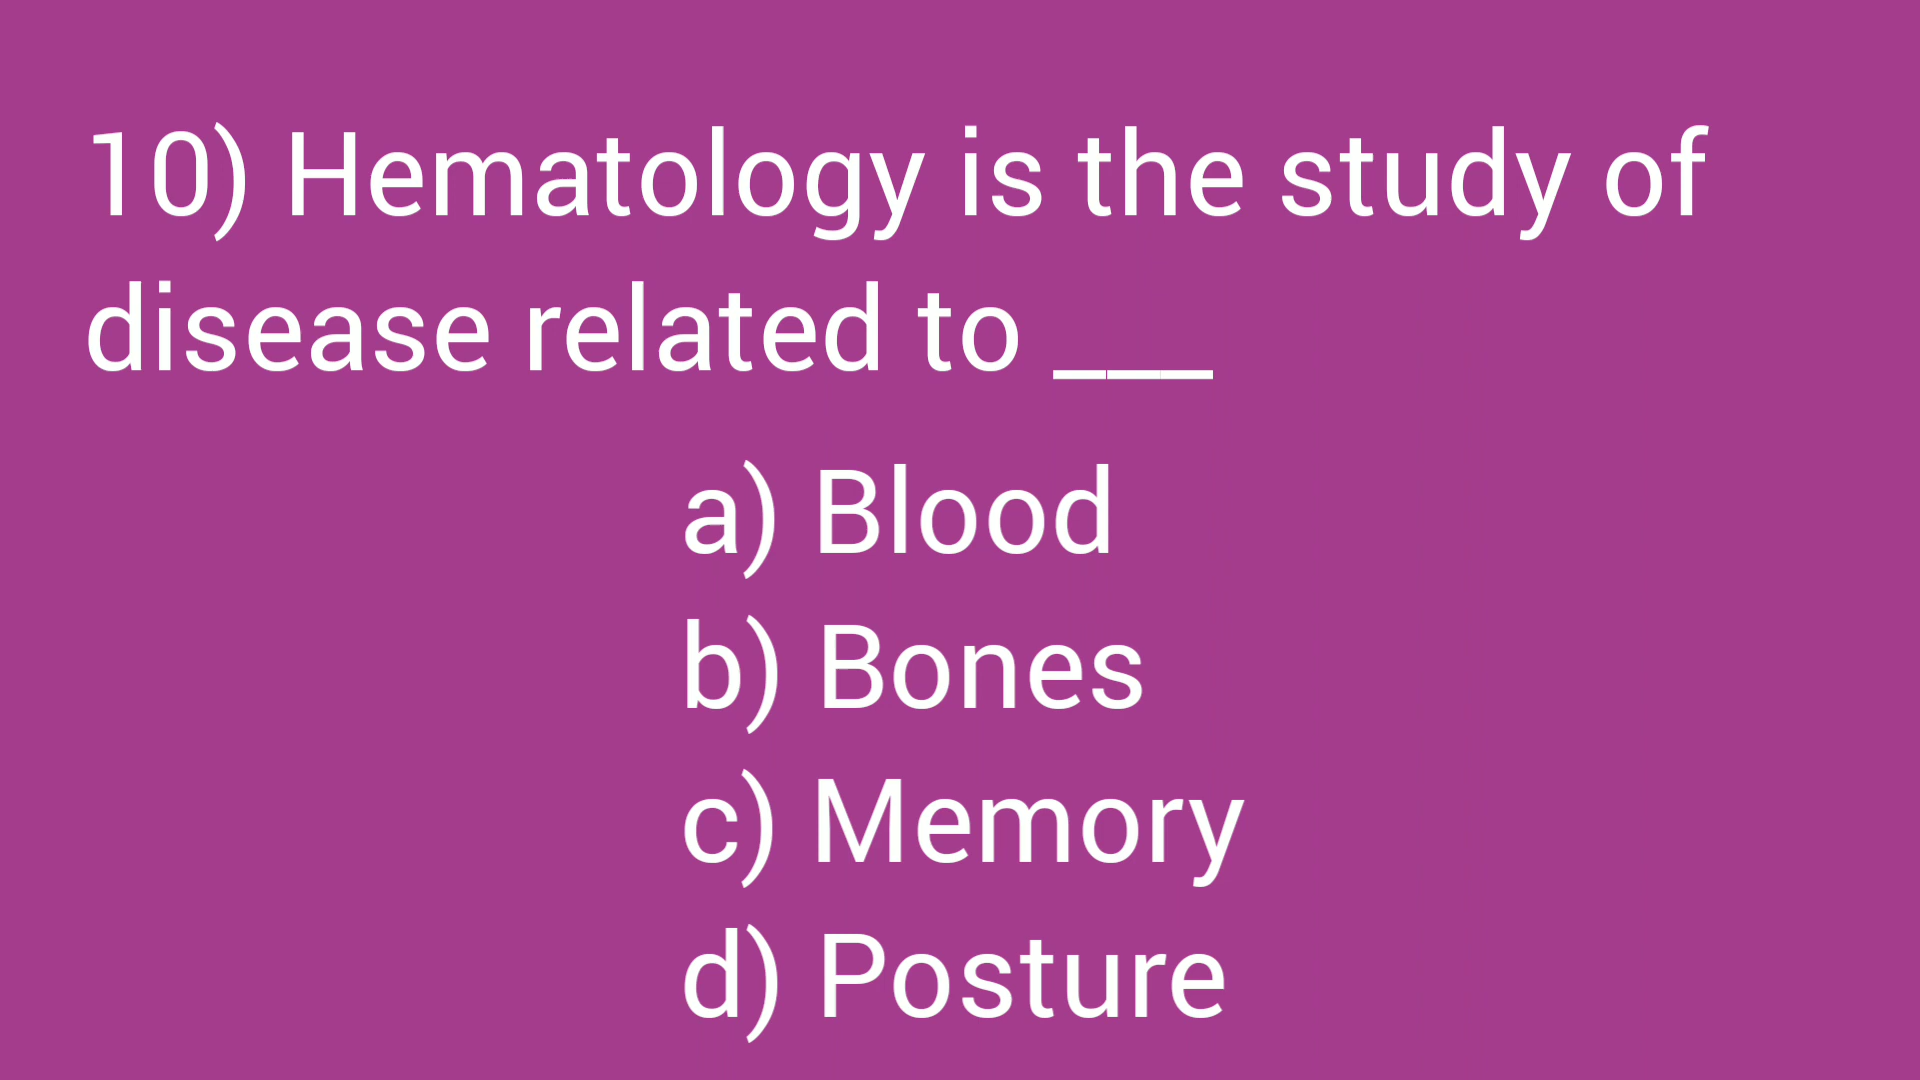 10) Hematology is the study of
disease related to ___
a) Blood
b) Bones
c) Memory
d) Posture